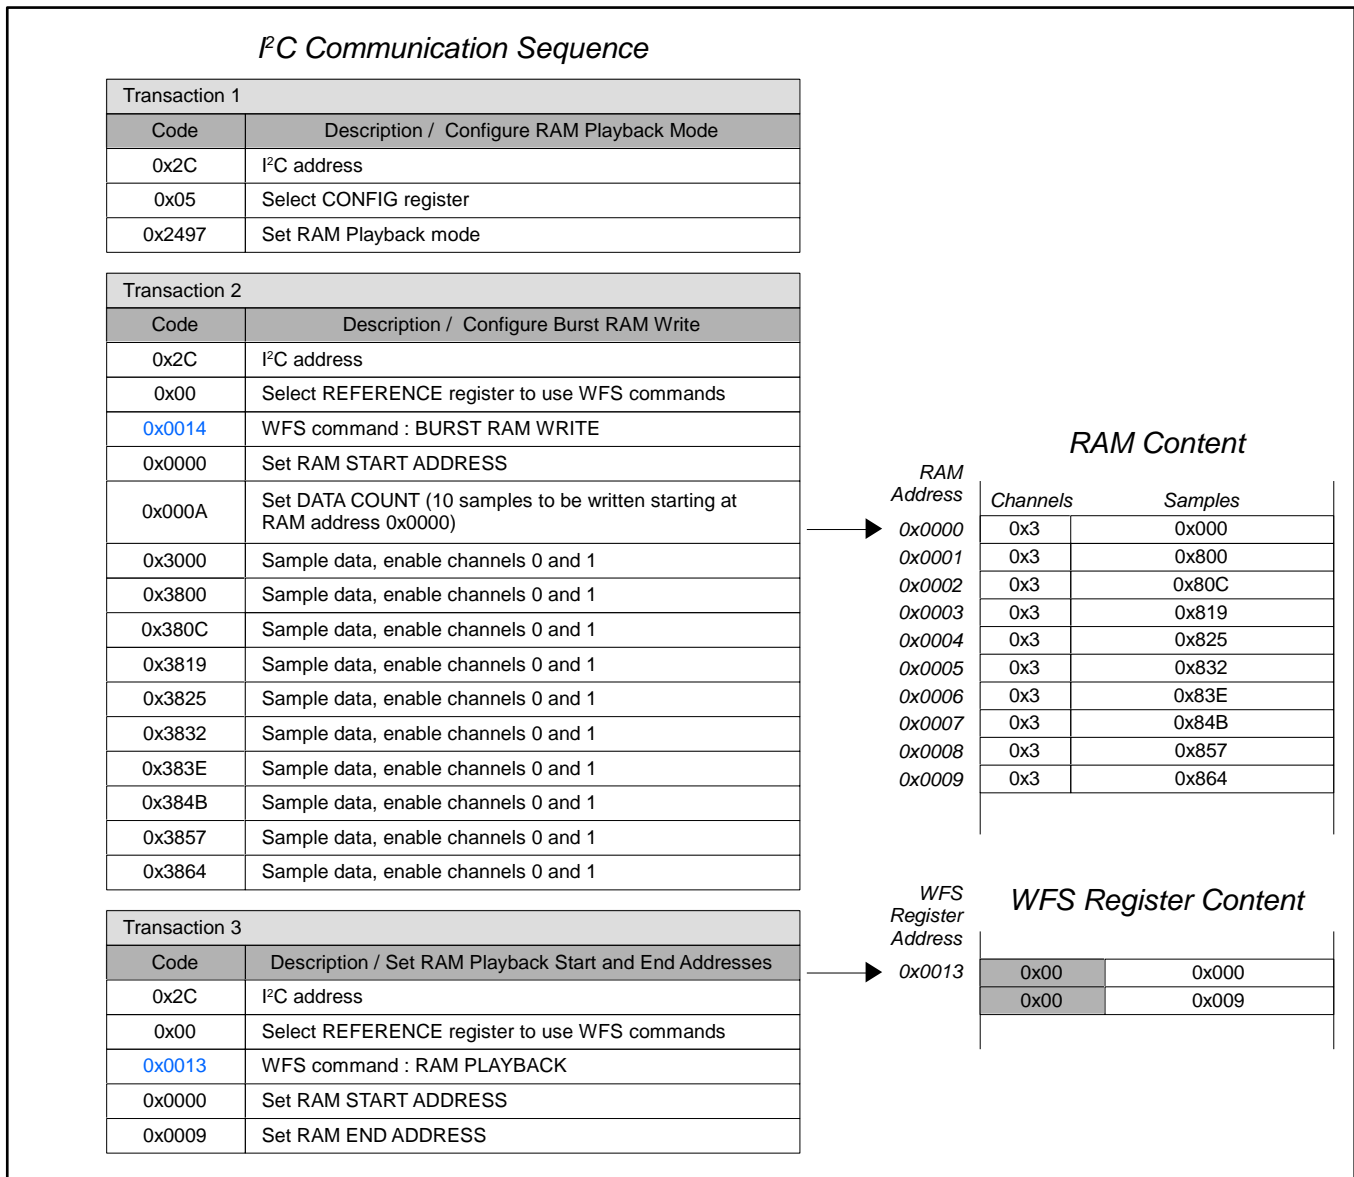 I²C Communication Sequence
Transaction 1
Code Description / Configure RAM Playback Mode
0x2C I²C address
0x05 Select CONFIG register
0x2497 Set RAM Playback mode
Transaction 2
Code Description / Configure Burst RAM Write
0x2C I²C address
0x00 Select REFERENCE register to use WFS commands
0x0014 WFS command : BURST RAM WRITE
0x0000 Set RAM START ADDRESS
0x000A Set DATA COUNT (10 samples to be written starting at
RAM address 0x0000)
0x3000 Sample data, enable channels 0 and 1
0x3800 Sample data, enable channels 0 and 1
0x380C Sample data, enable channels 0 and 1
0x3819 Sample data, enable channels 0 and 1
0x3825 Sample data, enable channels 0 and 1
0x3832 Sample data, enable channels 0 and 1
0x383E Sample data, enable channels 0 and 1
0x384B Sample data, enable channels 0 and 1
0x3857 Sample data, enable channels 0 and 1
0x3864 Sample data, enable channels 0 and 1
Transaction 3
Code Description / Set RAM Playback Start and End Addresses
0x2C I²C address
0x00 Select REFERENCE register to use WFS commands
0x0013 WFS command : RAM PLAYBACK
0x0000 Set RAM START ADDRESS
0x0009 Set RAM END ADDRESS
RAM Content
RAM
Address Channels Samples
0x0000 0x3 0x000
0x0001 0x3 0x800
0x0002 0x3 0x80C
0x0003 0x3 0x819
0x0004 0x3 0x825
0x0005 0x3 0x832
0x0006 0x3 0x83E
0x0007 0x3 0x84B
0x0008 0x3 0x857
0x0009 0x3 0x864
WFS Register Content
WFS
Register
Address
0x0013 0x00 0x000
0x00 0x009